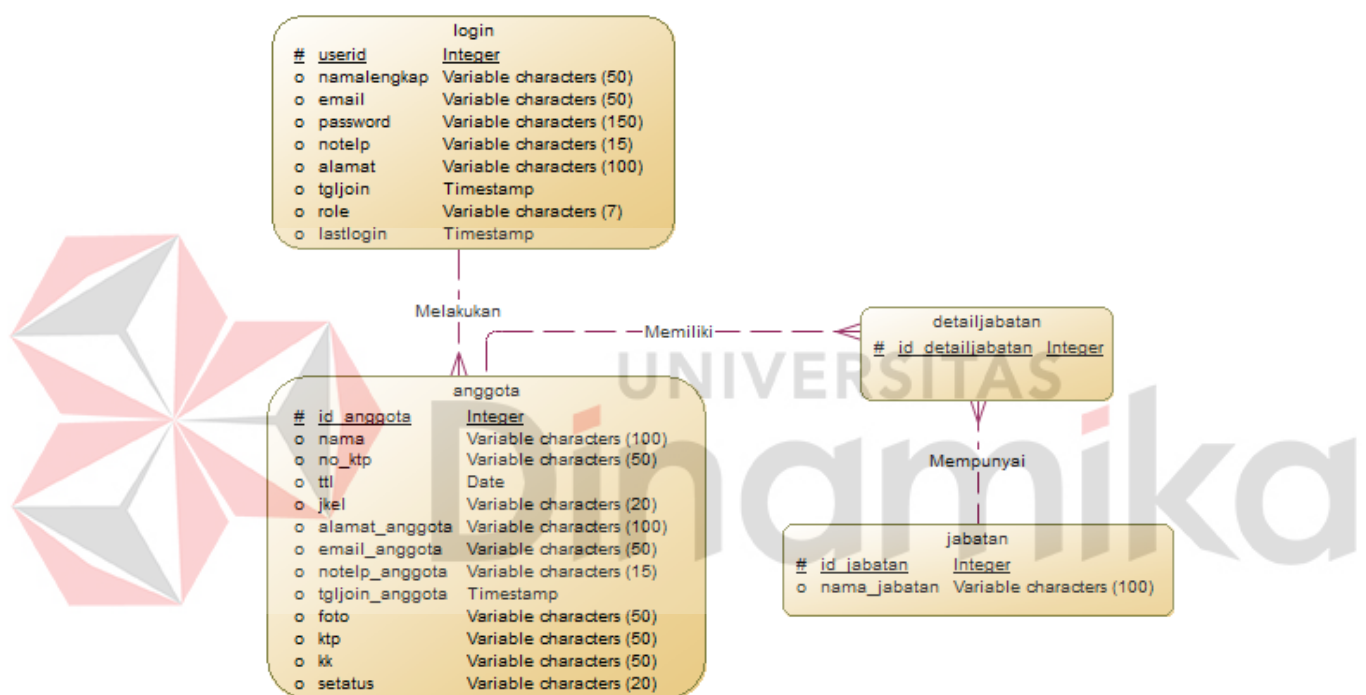 login
# userid Integer
o namalengkap Variable characters (50)
o email Variable characters (50)
o password Variable characters (150)
o notelp Variable characters (15)
o alamat Variable characters (100)
o tgljoin Timestamp
o role Variable characters (7)
o lastlogin Timestamp
Melakukan
Memiliki
detailjabatan
# id_detailjabatan Integer
UNIVERSITAS
Dinamika
anggota
# id_anggota Integer
o nama Variable characters (100)
o no_ktp Variable characters (50)
o ttl Date
o jkel Variable characters (20)
o alamat_anggota Variable characters (100)
o email_anggota Variable characters (50)
o notelp_anggota Variable characters (15)
o tgljoin_anggota Timestamp
o foto Variable characters (50)
o ktp Variable characters (50)
o kk Variable characters (50)
o setatus Variable characters (20)
Mempunyai
jabatan
# id_jabatan Integer
o nama_jabatan Variable characters (100)